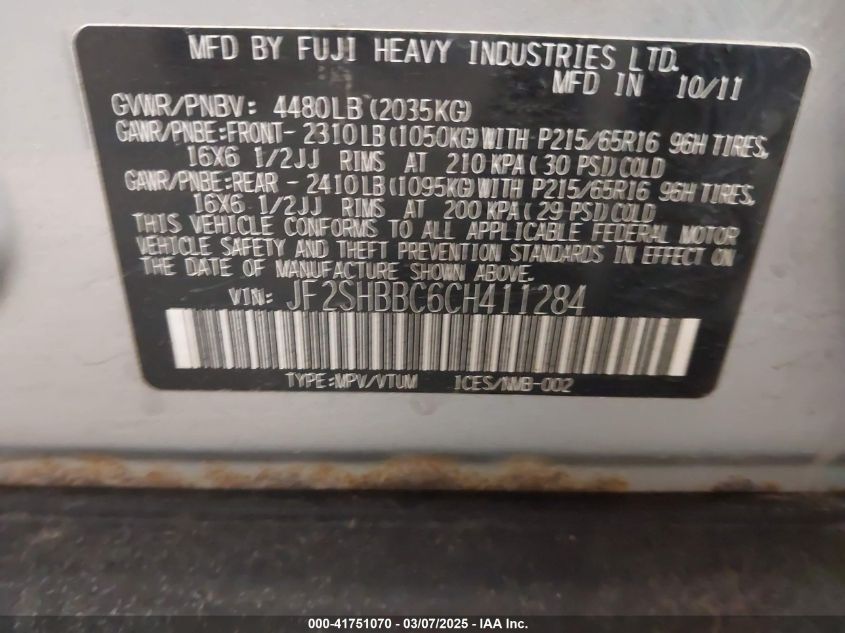 MFD BY FUJI HEAVY INDUSTRIES LTD.
MFD IN 10/11
GVWR/PNBV: 4480LB(2035KG)
GAWR/PNBE:FRONT- 2310LB(1050KG)WITH P215/65R16 96H TIRES,
16X6 1/2JJ RIMS AT 210 KPA(30 PSI)COLD
GAWR/PNBE:REAR - 2410LB(1095KG)WITH P215/65R16 96H TIRES,
16X6 1/2JJ RIMS AT 200 KPA(29 PSI)COLD
THIS VEHICLE CONFORMS TO ALL APPLICABLE FEDERAL MOTOR
VEHICLE SAFETY AND THEFT PREVENTION STANDARDS IN EFFECT ON
THE DATE OF MANUFACTURE SHOWN ABOVE.
VIN: JF2SHBBC6CH411284
TYPE:MPV/VTUM ICES/NMB-002
000-41751070 - 03/07/2025 - IAA Inc.